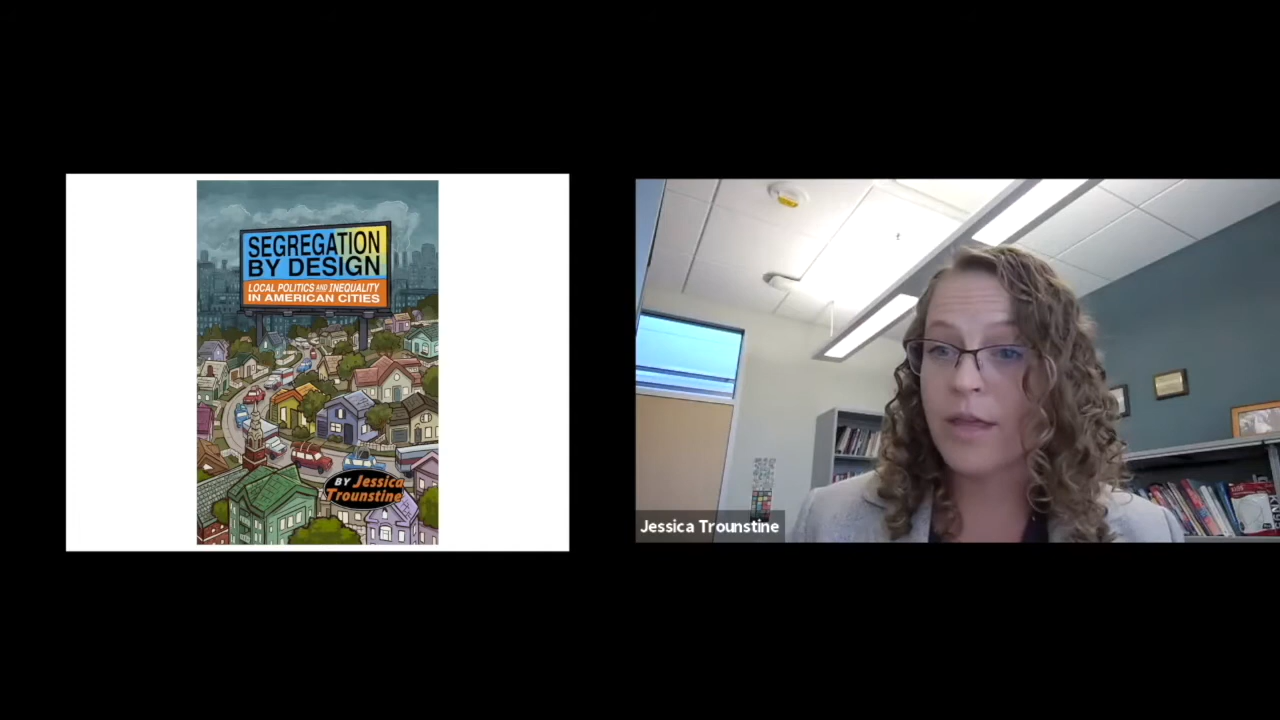 SEGREGATION
BY DESIGN
LOCAL POLITICS AND INEQUALITY
IN AMERICAN CITIES
BY Jessica
Trounstine
Jessica Trounstine